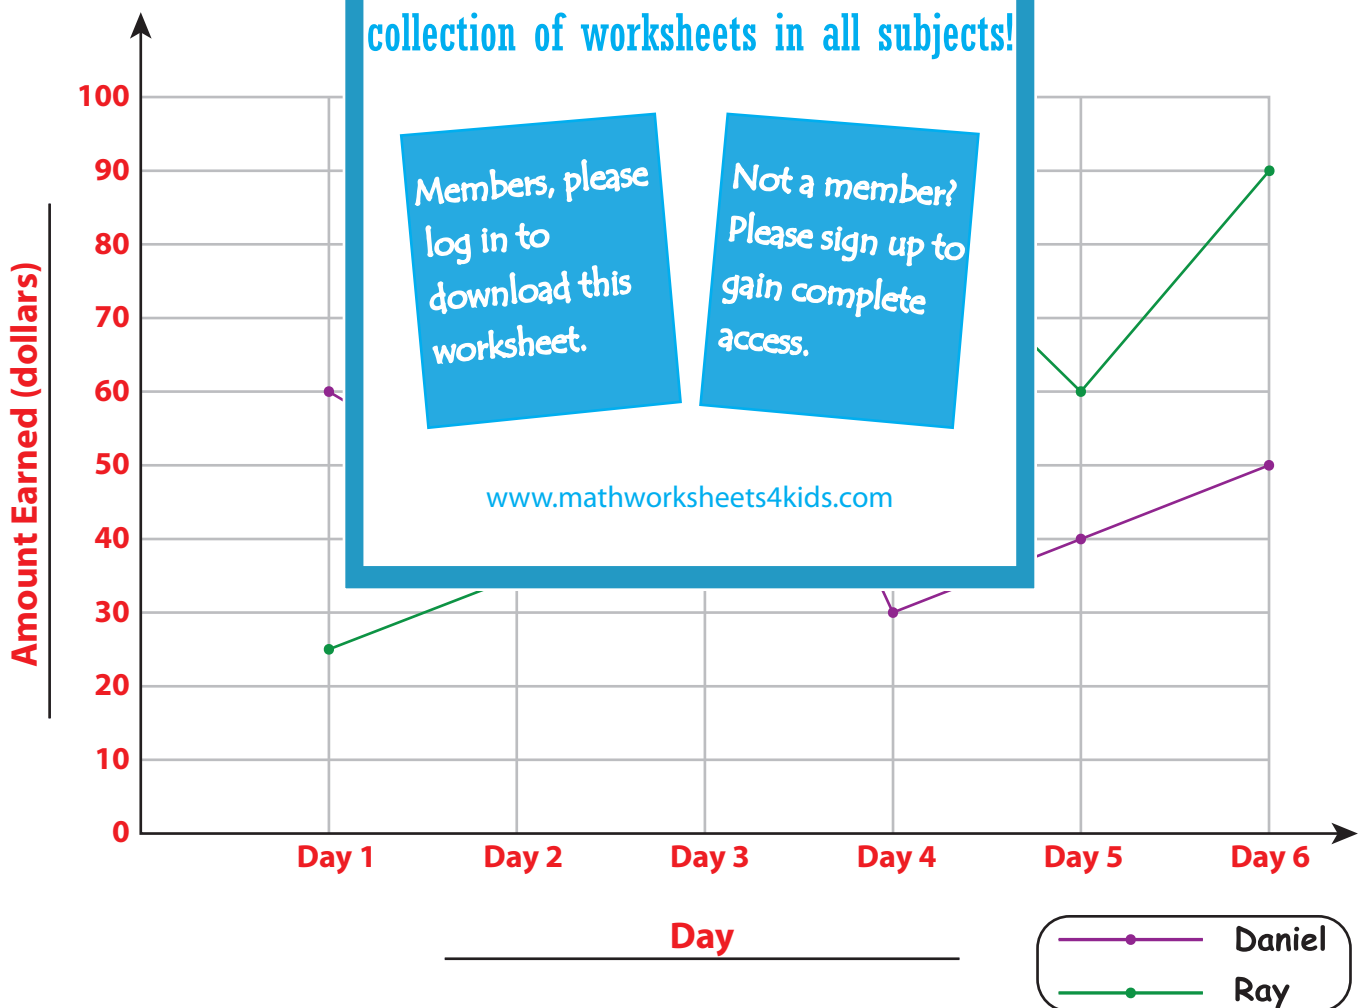 collection of worksheets in all subjects!
Members, please
log in to
download this
worksheet.
Not a member?
Please sign up to
gain complete
access.
www.mathworksheets4kids.com
Amount Earned (dollars)
100
90
80
70
60
50
40
30
20
10
0
Day 1 Day 2 Day 3 Day 4 Day 5 Day 6
Day
Daniel
Ray